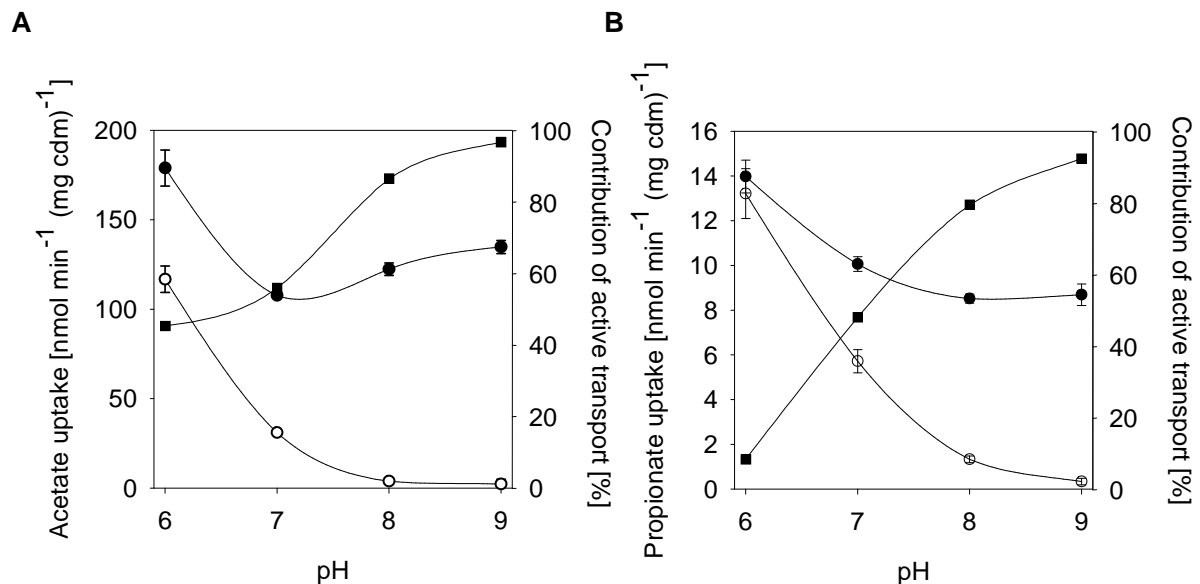 A
Acetate uptake [nmol min-1 (mg cdm)-1]
200
150
100
50
0
100
80
60
40
20
0
Contribution of active transport [%]
6 7 8 9
pH
B
Propionate uptake [nmol min-1 (mg cdm)-1]
16
14
12
10
8
6
4
2
0
100
80
60
40
20
0
Contribution of active transport [%]
6 7 8 9
pH